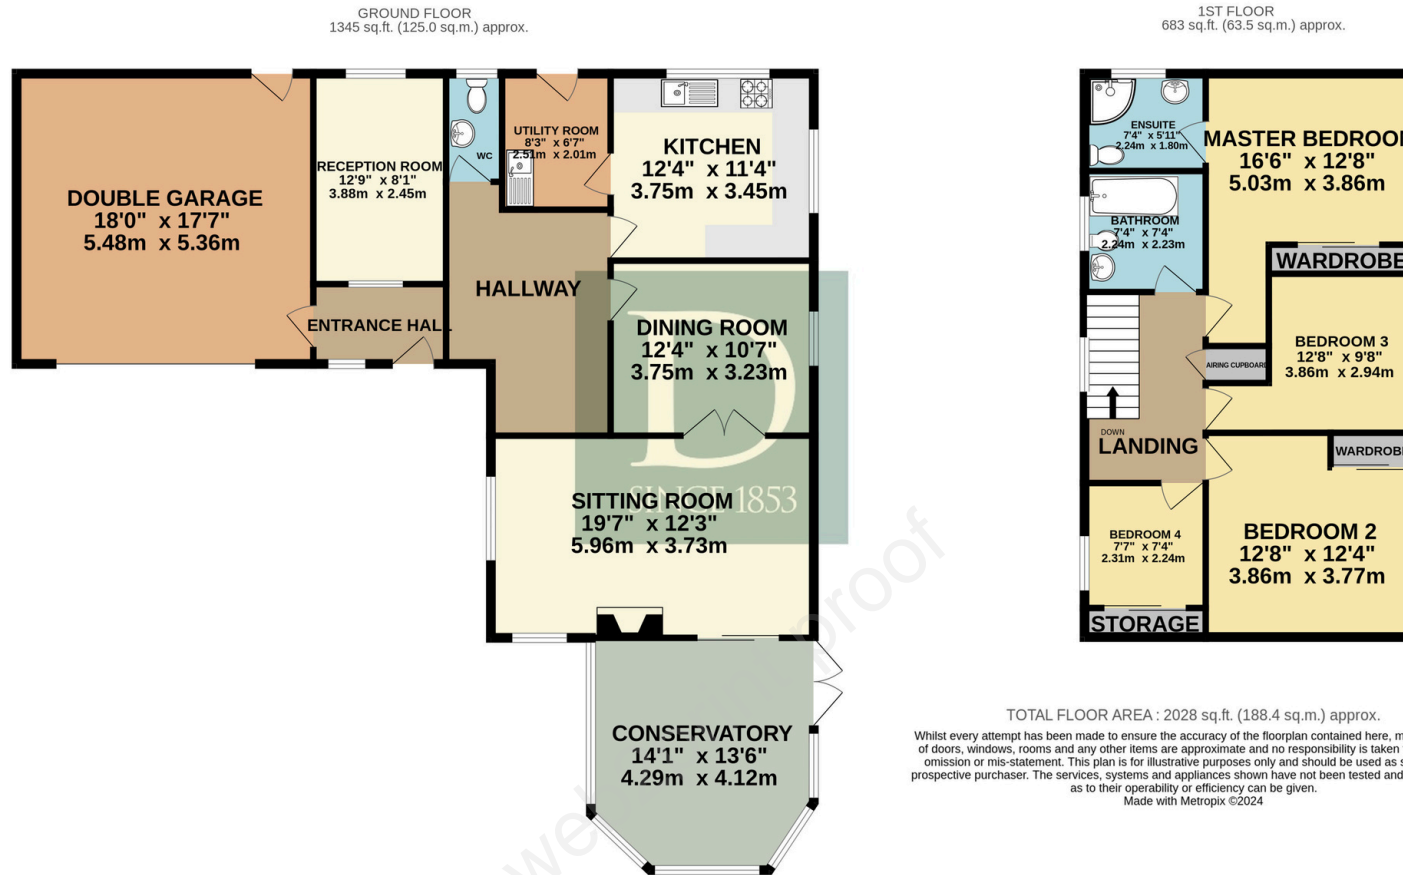 GROUND FLOOR
1345 sq.ft. (125.0 sq.m.) approx.
DOUBLE GARAGE
18'0" x 17'7"
5.48m x 5.36m
RECEPTION ROOM
12'9" x 8'1"
3.88m x 2.45m
WC
UTILITY ROOM
8'3" x 6'7"
2.51m x 2.01m
KITCHEN
12'4" x 11'4"
3.75m x 3.45m
ENTRANCE HALL
HALLWAY
DINING ROOM
12'4" x 10'7"
3.75m x 3.23m
D
SINCE 1853
SITTING ROOM
19'7" x 12'3"
5.96m x 3.73m
CONSERVATORY
14'1" x 13'6"
4.29m x 4.12m
proof
1ST FLOOR
683 sq.ft. (63.5 sq.m.) approx.
ENSUITE
7'4" x 5'11"
2.24m x 1.80m
MASTER BEDROOM
16'6" x 12'8"
5.03m x 3.86m
BATHROOM
7'4" x 7'4"
2.24m x 2.23m
WARDROBE
BEDROOM 3
12'8" x 9'8"
3.86m x 2.94m
AIRING CUPBOARD
DOWN
LANDING
WARDROBE
BEDROOM 4
7'7" x 7'4"
2.31m x 2.24m
BEDROOM 2
12'8" x 12'4"
3.86m x 3.77m
STORAGE
TOTAL FLOOR AREA : 2028 sq.ft. (188.4 sq.m.) approx.
Whilst every attempt has been made to ensure the accuracy of the floorplan contained here, m
of doors, windows, rooms and any other items are approximate and no responsibility is taken
omission or mis-statement. This plan is for illustrative purposes only and should be used as s
prospective purchaser. The services, systems and appliances shown have not been tested and
as to their operability or efficiency can be given.
Made with Metropix ©2024